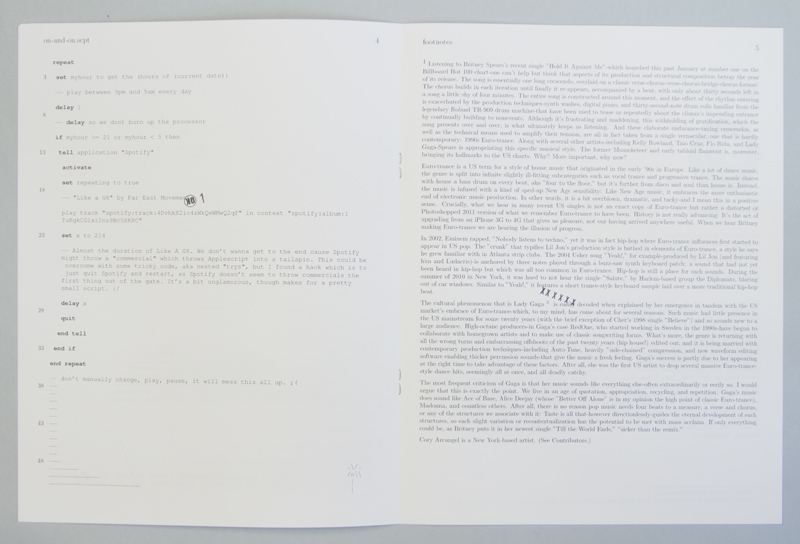 on-and-on.scpt 4
repeat
3 set myhour to get the (hours of (current date))
-- play between 9pm and 5am every day
delay 1
8
-- delay so we dont burn up the processor
if myhour >= 21 or myhour < 5 then
tell application "Spotify"
activate
set repeating to true
-- "Like a G6" by Far East Movement 1
play track in context
set a to 214
-- Almost the duration of Like A G6. We don't wanna get to the end cause Spotify
might throw a "commercial" which throws Applescript into a tailspin. This could be
overcome with some tricky code, aka nested "trys", but I found a hack which is to
just quit Spotify and restart, as Spotify doesn't seem to throw commercials the
first thing out of the gate. It's a bit unglamorous, though makes for a pretty
small script. :/
delay a
quit
end tell
33 end if
end repeat
-- don't manually change, play, pause, it will mess this all up. ;(
footnotes 5
1 Listening to Britney Spears's recent single "Hold It Against Me"-which launched this past January at number one on the
Billboard Hot 100 chart-one can't help but think that aspects of its production and structural composition betray the year
of its release. The song is essentially one long crescendo, overlaid on a classic verse-chorus-verse-bridge-chorus format.
The chorus builds in each iteration until finally it re-appears, accompanied by a beat, with only about thirty seconds left in
a song a little shy of four minutes. The entire song is constructed around this moment, and the effect of the rhythm entering
is exacerbated by the production techniques-synth washes, digital piano, and thirty-second-note drum rolls familiar from the
legendary Roland TR-909 drum machine-that have been used to tease us repeatedly about the climax's impending entrance
by continually building to nonevents. Although it's frustrating and maddening, this withholding of gratification, which the
song presents over and over, is what ultimately keeps us listening. And these elaborate endurance-taxing crescendos, as
well as the technical means used to amplify their tension, are all in fact taken from a single vernacular, one that is hardly
contemporary: 1990s Euro-trance. Along with several other artists-including Kelly Rowland, Taio Cruz, Flo Rida, and Lady
Gaga-Spears is appropriating this specific musical style. The former Mouseketeer and early tabloid flameout is, moreover,
bringing its hallmarks to the US charts. Why? More important, why now?
Euro-trance is a US term for a style of house music that originated in the early '90s in Europe. Like a lot of dance music,
the genre is split into infinite slightly ill-fitting subcategories such as vocal trance and progressive trance. The music shares
with house a bass drum on every beat, aka "four to the floor," but it's further from disco and soul than house is. Instead,
the music is infused with a kind of sped-up New Age sensibility: Like New Age music, it embraces the more enthusiastic
end of electronic music production. In other words, it is a bit overblown, dramatic, and tacky-and I mean this in a positive
sense. Crucially, what we hear in many recent US singles is not an exact copy of Euro-trance but rather a distorted or
Photoshopped 2011 version of what we remember Euro-trance to have been. History is not really advancing. It's the act of
upgrading from an iPhone 3G to 4G that gives us pleasure, not our having arrived anywhere useful. When we hear Britney
making Euro-trance we are hearing the illusion of progress.
In 2002, Eminem rapped, "Nobody listens to techno," yet it was in fact hip-hop where Euro-trance influences first started to
appear in US pop. The "crunk" that typifies Lil Jon's production style is bathed in elements of Euro-trance, a style he says
he grew familiar with in Atlanta strip clubs. The 2004 Usher song "Yeah!," for example-produced by Lil Jon (and featuring
him and Ludacris)-is anchored by three notes played through a buzz-saw synth keyboard patch: a sound that had not yet
been heard in hip-hop but which was all too common in Euro-trance. Hip-hop is still a place for such sounds. During the
summer of 2010 in New York, it was hard to not hear the single "Salute," by Harlem-based group the Diplomats, blaring
out of car windows. Similar to "Yeah!," it features a short trance-style keyboard sample laid over a more traditional hip-hop
beat.
XXXXXX
The cultural phenomenon that is Lady Gaga is easily decoded when explained by her emergence in tandem with the US
market's embrace of Euro-trance-which, to my mind, has come about for several reasons. Such music had little presence in
the US mainstream for some twenty years (with the brief exception of Cher's 1998 single "Believe") and so sounds new to a
large audience. High-octane producers-in Gaga's case RedOne, who started working in Sweden in the 1990s-have begun to
collaborate with homegrown artists and to make use of classic songwriting forms. What's more, the genre is returning with
all the wrong turns and embarrassing offshoots of the past twenty years (hip house!) edited out, and it is being married with
contemporary production techniques-including Auto-Tune, heavily "side-chained" compression, and new waveform editing
software enabling thicker percussion sounds-that give the music a fresh feeling. Gaga's success is partly due to her appearing
at the right time to take advantage of these factors. After all, she was the first US artist to drop several massive Euro-trance-
style dance hits, seemingly all at once, and all deadly catchy.
The most frequent criticism of Gaga is that her music sounds like everything else-often extraordinarily or eerily so. I would
argue that this is exactly the point. We live in an age of quotation, appropriation, recycling, and repetition. Gaga's music
does sound like Ace of Base, Alice Deejay (whose "Better Off Alone" is in my opinion the high point of classic Euro-trance),
Madonna, and countless others. After all, there is no reason pop music needs four beats to a measure, a verse and chorus,
or any of the structures we associate with it: Taste is all that-however directionlessly-guides the eternal development of such
structures, so each slight variation or recontextualization has the potential to be met with mass acclaim. If only everything
could be, as Britney puts it in her newest single "Till the World Ends," "sicker than the remix."
Cory Arcangel is a New York-based artist. (See Contributors.)